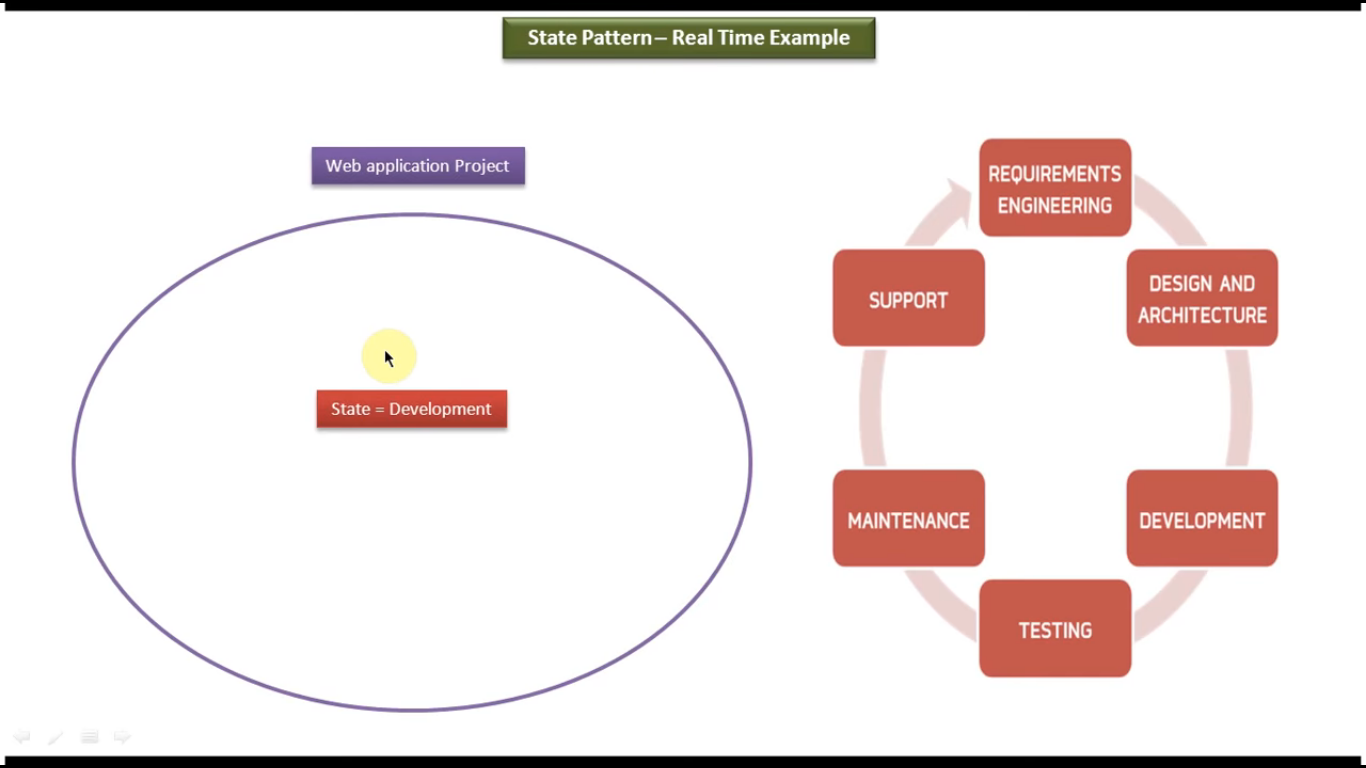 State Pattern – Real Time Example
Web application Project
State = Development
REQUIREMENTS
ENGINEERING
DESIGN AND
ARCHITECTURE
DEVELOPMENT
TESTING
MAINTENANCE
SUPPORT